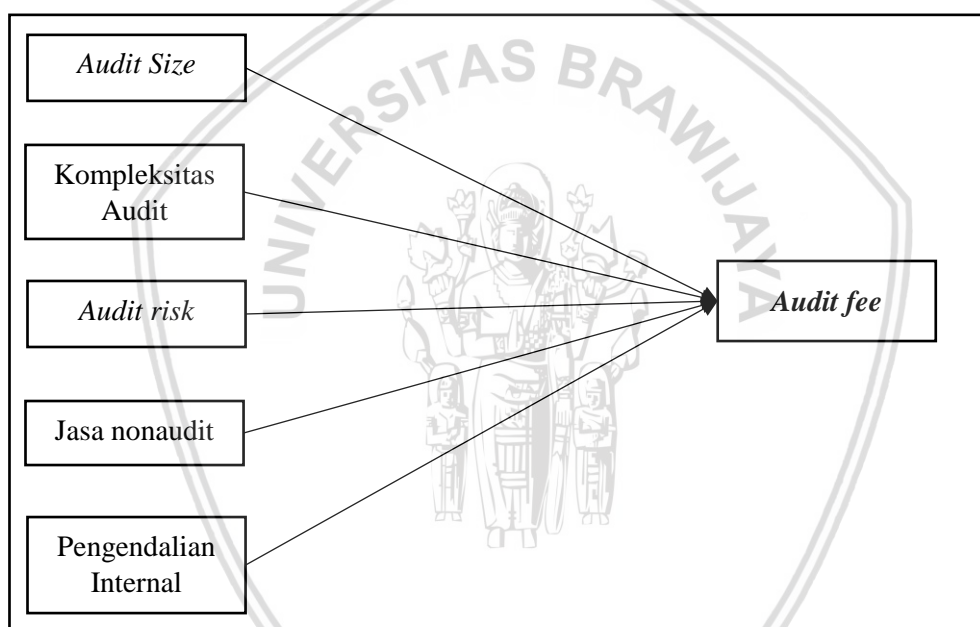 UNIVERSITAS BRAWIJAYA
Audit Size
Kompleksitas
Audit
Audit risk
Jasa nonaudit
Pengendalian
Internal
Audit fee